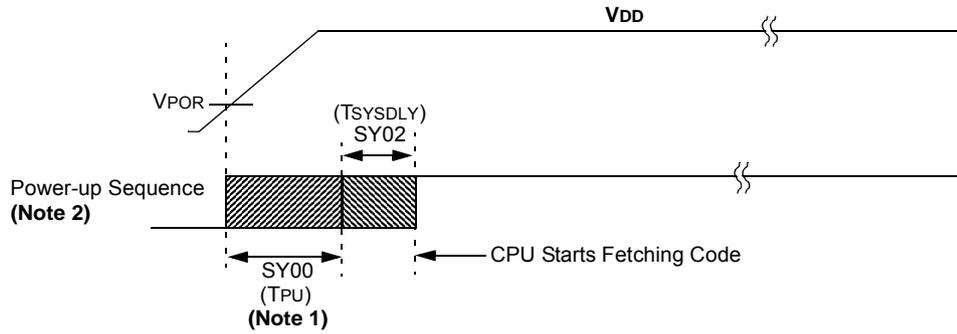 VDD
VPOR
(TSYSDLY)
SY02
Power-up Sequence
(Note 2)
CPU Starts Fetching Code
SY00
(TPU)
(Note 1)